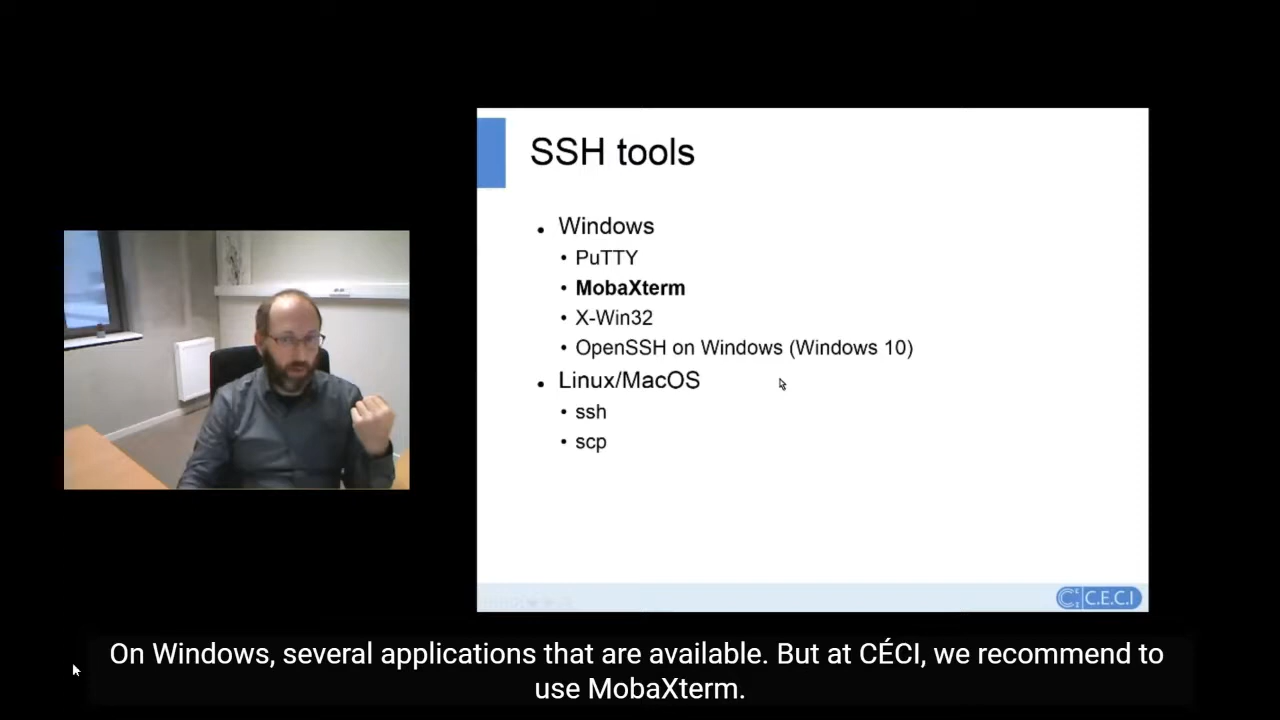 SSH tools
• Windows
• PuTTY
• MobaXterm
• X-Win32
• OpenSSH on Windows (Windows 10)
• Linux/MacOS
• ssh
• scp
C.E.C.I
On Windows, several applications that are available. But at CÉCI, we recommend to
use MobaXterm.